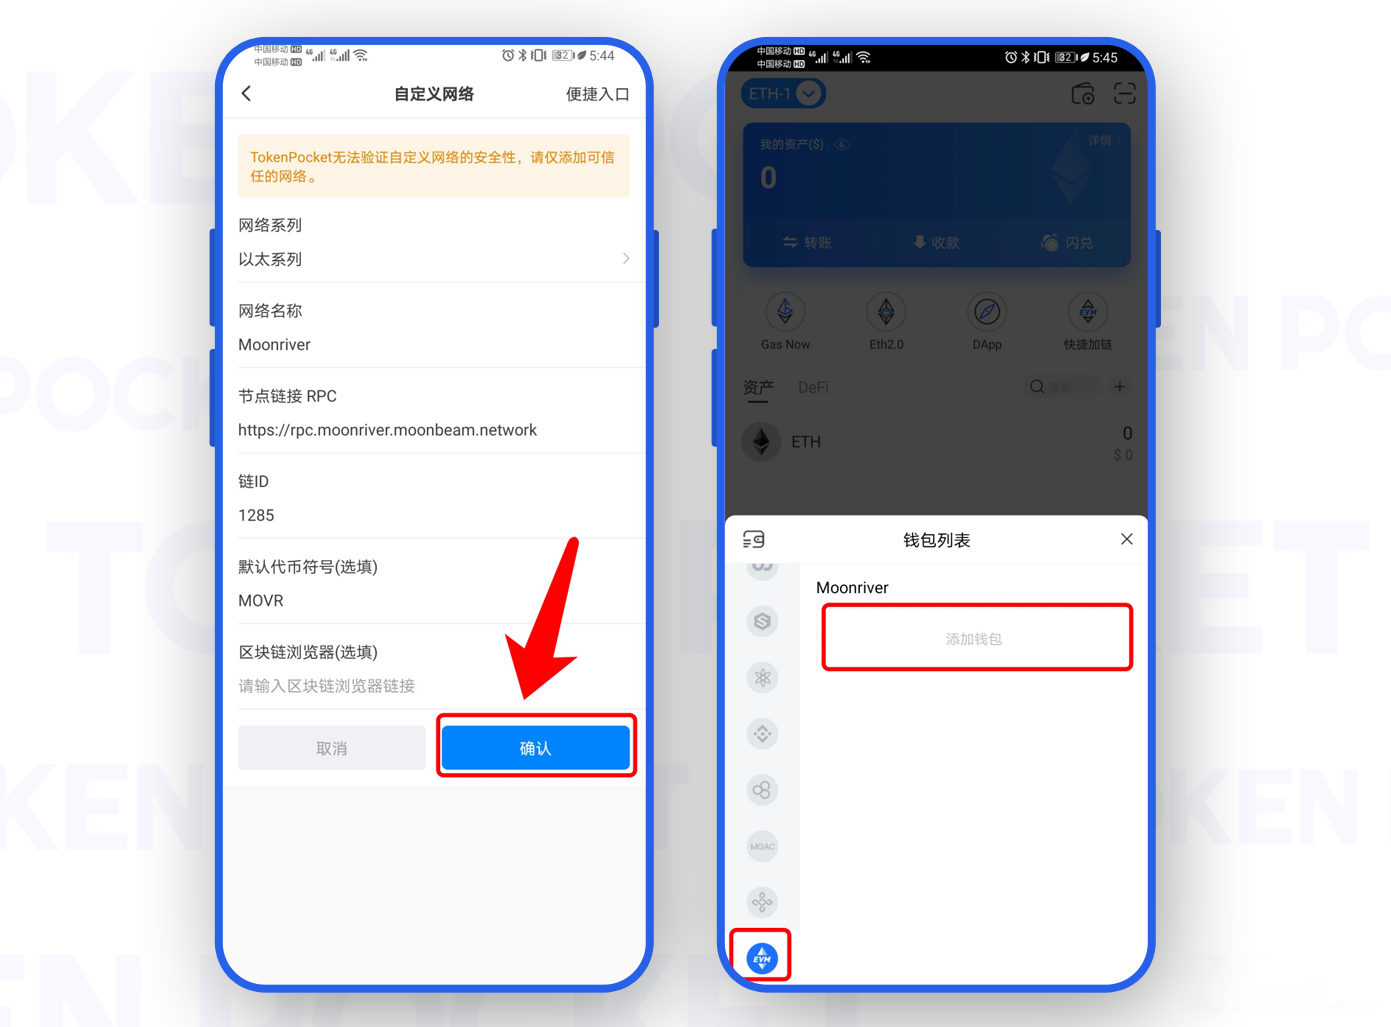 中国移动 HD 4G 4G
中国移动 HD
32 5:44
自定义网络
便捷入口
TokenPocket无法验证自定义网络的安全性，请仅添加可信
任的网络。
网络系列
以太系列
网络名称
Moonriver
节点链接 RPC
https://rpc.moonriver.moonbeam.network
链ID
1285
默认代币符号(选填)
MOVR
区块链浏览器(选填)
请输入区块链浏览器链接
取消
确认
中国移动 HD 4G 4G
中国移动 HD
32 5:45
ETH-1
我的资产($)
详情
0
转账
收款
闪兑
Gas Now
Eth2.0
DApp
EVM
快捷加链
资产
DeFi
搜索
ETH
0
$ 0
钱包列表
Moonriver
添加钱包
MOAC
EVM